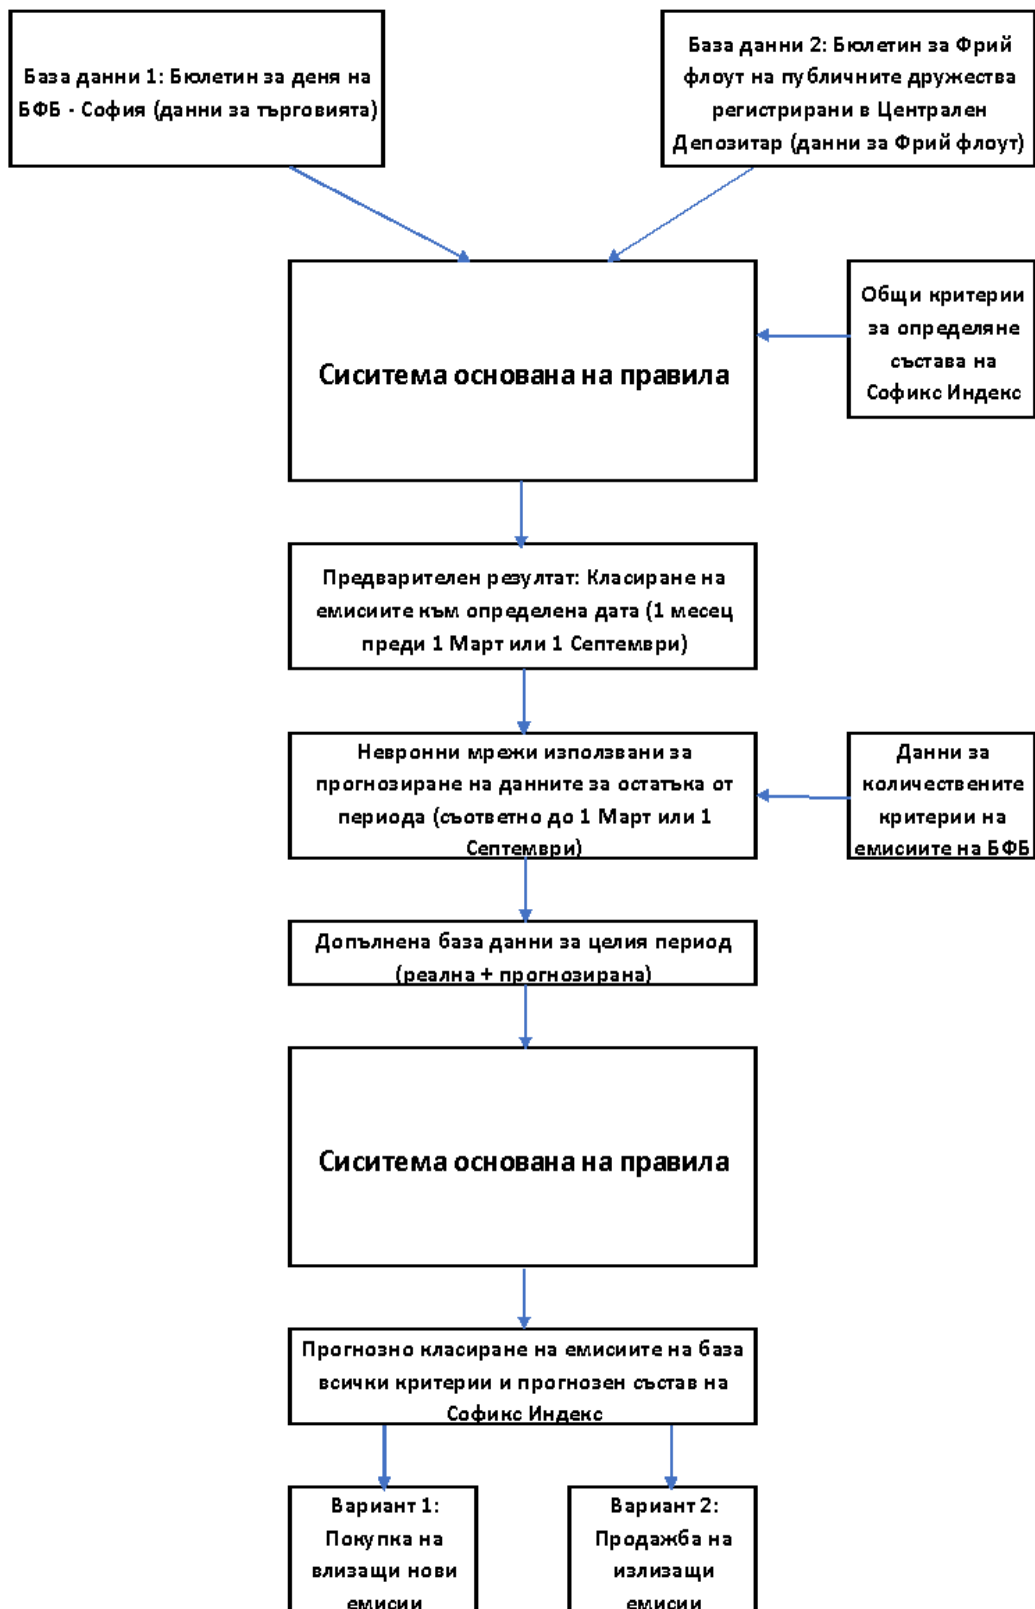 База данни 1: Бюлетин за деня на
БФБ - София (данни за търговията)
База данни 2: Бюлетин за Фрий
флоут на публичните дружества
регистрирани в Централен
Депозитар (данни за Фрий флоут)
Сиситема основана на правила
Общи критерии
за определяне
състава на
Софикс Индекс
Предварителен резултат: Класиране на
емисиите към определена дата (1 месец
преди 1 Март или 1 Септември)
Невронни мрежи използвани за
прогнозиране на данните за остатъка от
периода (съответно до 1 Март или 1
Септември)
Данни за
количествените
критерии на
емисиите на БФБ
Допълнена база данни за целия период
(реална + прогнозирана)
Сиситема основана на правила
Прогнозно класиране на емисиите на база
всички критерии и прогнозен състав на
Софикс Индекс
Вариант 1:
Покупка на
влизащи нови
емисии
Вариант 2:
Продажба на
излизащи
емисии